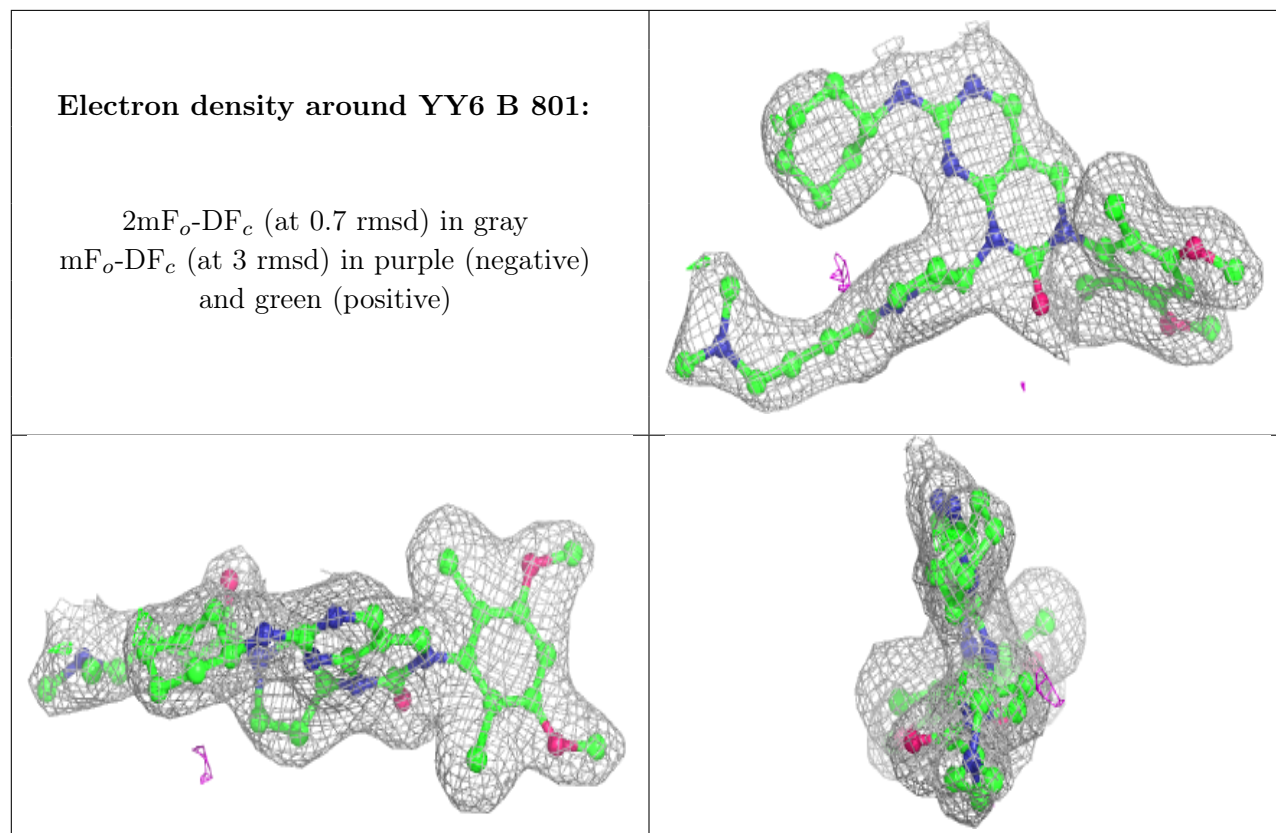 Electron density around YY6 B 801:
2mFₒ-DF𝒸 (at 0.7 rmsd) in gray
mFₒ-DF𝒸 (at 3 rmsd) in purple (negative)
and green (positive)